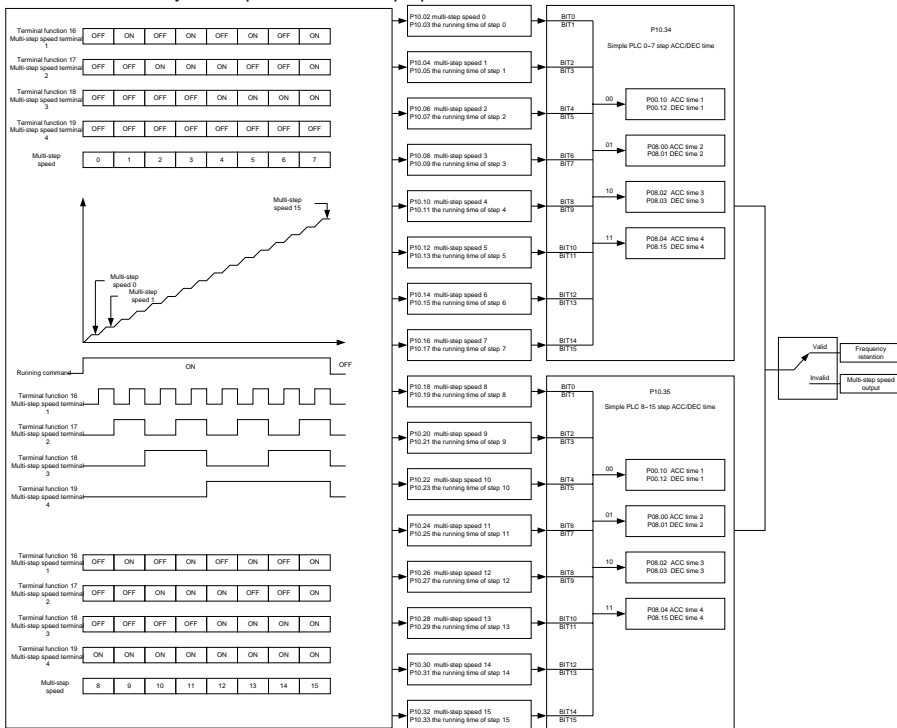 Terminal function 16
Multi-step speed terminal
1
OFF ON OFF ON OFF ON OFF ON
Terminal function 17
Multi-step speed terminal
2
OFF OFF ON ON OFF OFF ON ON
Terminal function 18
Multi-step speed terminal
3
OFF OFF OFF OFF ON ON ON ON
Terminal function 19
Multi-step speed terminal
4
OFF OFF OFF OFF OFF OFF OFF OFF
Multi-step
speed
0 1 2 3 4 5 6 7
Multi-step
speed 15
Multi-step
speed 0
Multi-step
speed 1
Running command
ON
OFF
Terminal function 16
Multi-step speed terminal
1
Terminal function 17
Multi-step speed terminal
2
Terminal function 18
Multi-step speed terminal
3
Terminal function 19
Multi-step speed terminal
4
Terminal function 16
Multi-step speed terminal
1
OFF ON OFF ON OFF ON OFF ON
Terminal function 17
Multi-step speed terminal
2
OFF OFF ON ON OFF OFF ON ON
Terminal function 18
Multi-step speed terminal
3
OFF OFF OFF OFF ON ON ON ON
Terminal function 19
Multi-step speed terminal
4
ON ON ON ON ON ON ON ON
Multi-step
speed
8 9 10 11 12 13 14 15
P10.02 multi-step speed 0
P10.03 the running time of step 0
P10.04 multi-step speed 1
P10.05 the running time of step 1
P10.06 multi-step speed 2
P10.07 the running time of step 2
P10.08 multi-step speed 3
P10.09 the running time of step 3
P10.10 multi-step speed 4
P10.11 the running time of step 4
P10.12 multi-step speed 5
P10.13 the running time of step 5
P10.14 multi-step speed 6
P10.15 the running time of step 6
P10.16 multi-step speed 7
P10.17 the running time of step 7
P10.18 multi-step speed 8
P10.19 the running time of step 8
P10.20 multi-step speed 9
P10.21 the running time of step 9
P10.22 multi-step speed 10
P10.23 the running time of step 10
P10.24 multi-step speed 11
P10.25 the running time of step 11
P10.26 multi-step speed 12
P10.27 the running time of step 12
P10.28 multi-step speed 13
P10.29 the running time of step 13
P10.30 multi-step speed 14
P10.31 the running time of step 14
P10.32 multi-step speed 15
P10.33 the running time of step 15
BIT0
BIT1
BIT2
BIT3
BIT4
BIT5
BIT6
BIT7
BIT8
BIT9
BIT10
BIT11
BIT12
BIT13
BIT14
BIT15
P10.34
Simple PLC 0–7 step ACC/DEC time
00
P00.10 ACC time 1
P00.12 DEC time 1
01
P08.00 ACC time 2
P08.01 DEC time 2
10
P08.02 ACC time 3
P08.03 DEC time 3
11
P08.04 ACC time 4
P08.15 DEC time 4
BIT0
BIT1
BIT2
BIT3
BIT4
BIT5
BIT6
BIT7
BIT8
BIT9
BIT10
BIT11
BIT12
BIT13
BIT14
BIT15
P10.35
Simple PLC 8–15 step ACC/DEC time
00
P00.10 ACC time 1
P00.12 DEC time 1
01
P08.00 ACC time 2
P08.01 DEC time 2
10
P08.02 ACC time 3
P08.03 DEC time 3
11
P08.04 ACC time 4
P08.15 DEC time 4
Valid
Invalid
Frequency
retention
Multi-step speed
output